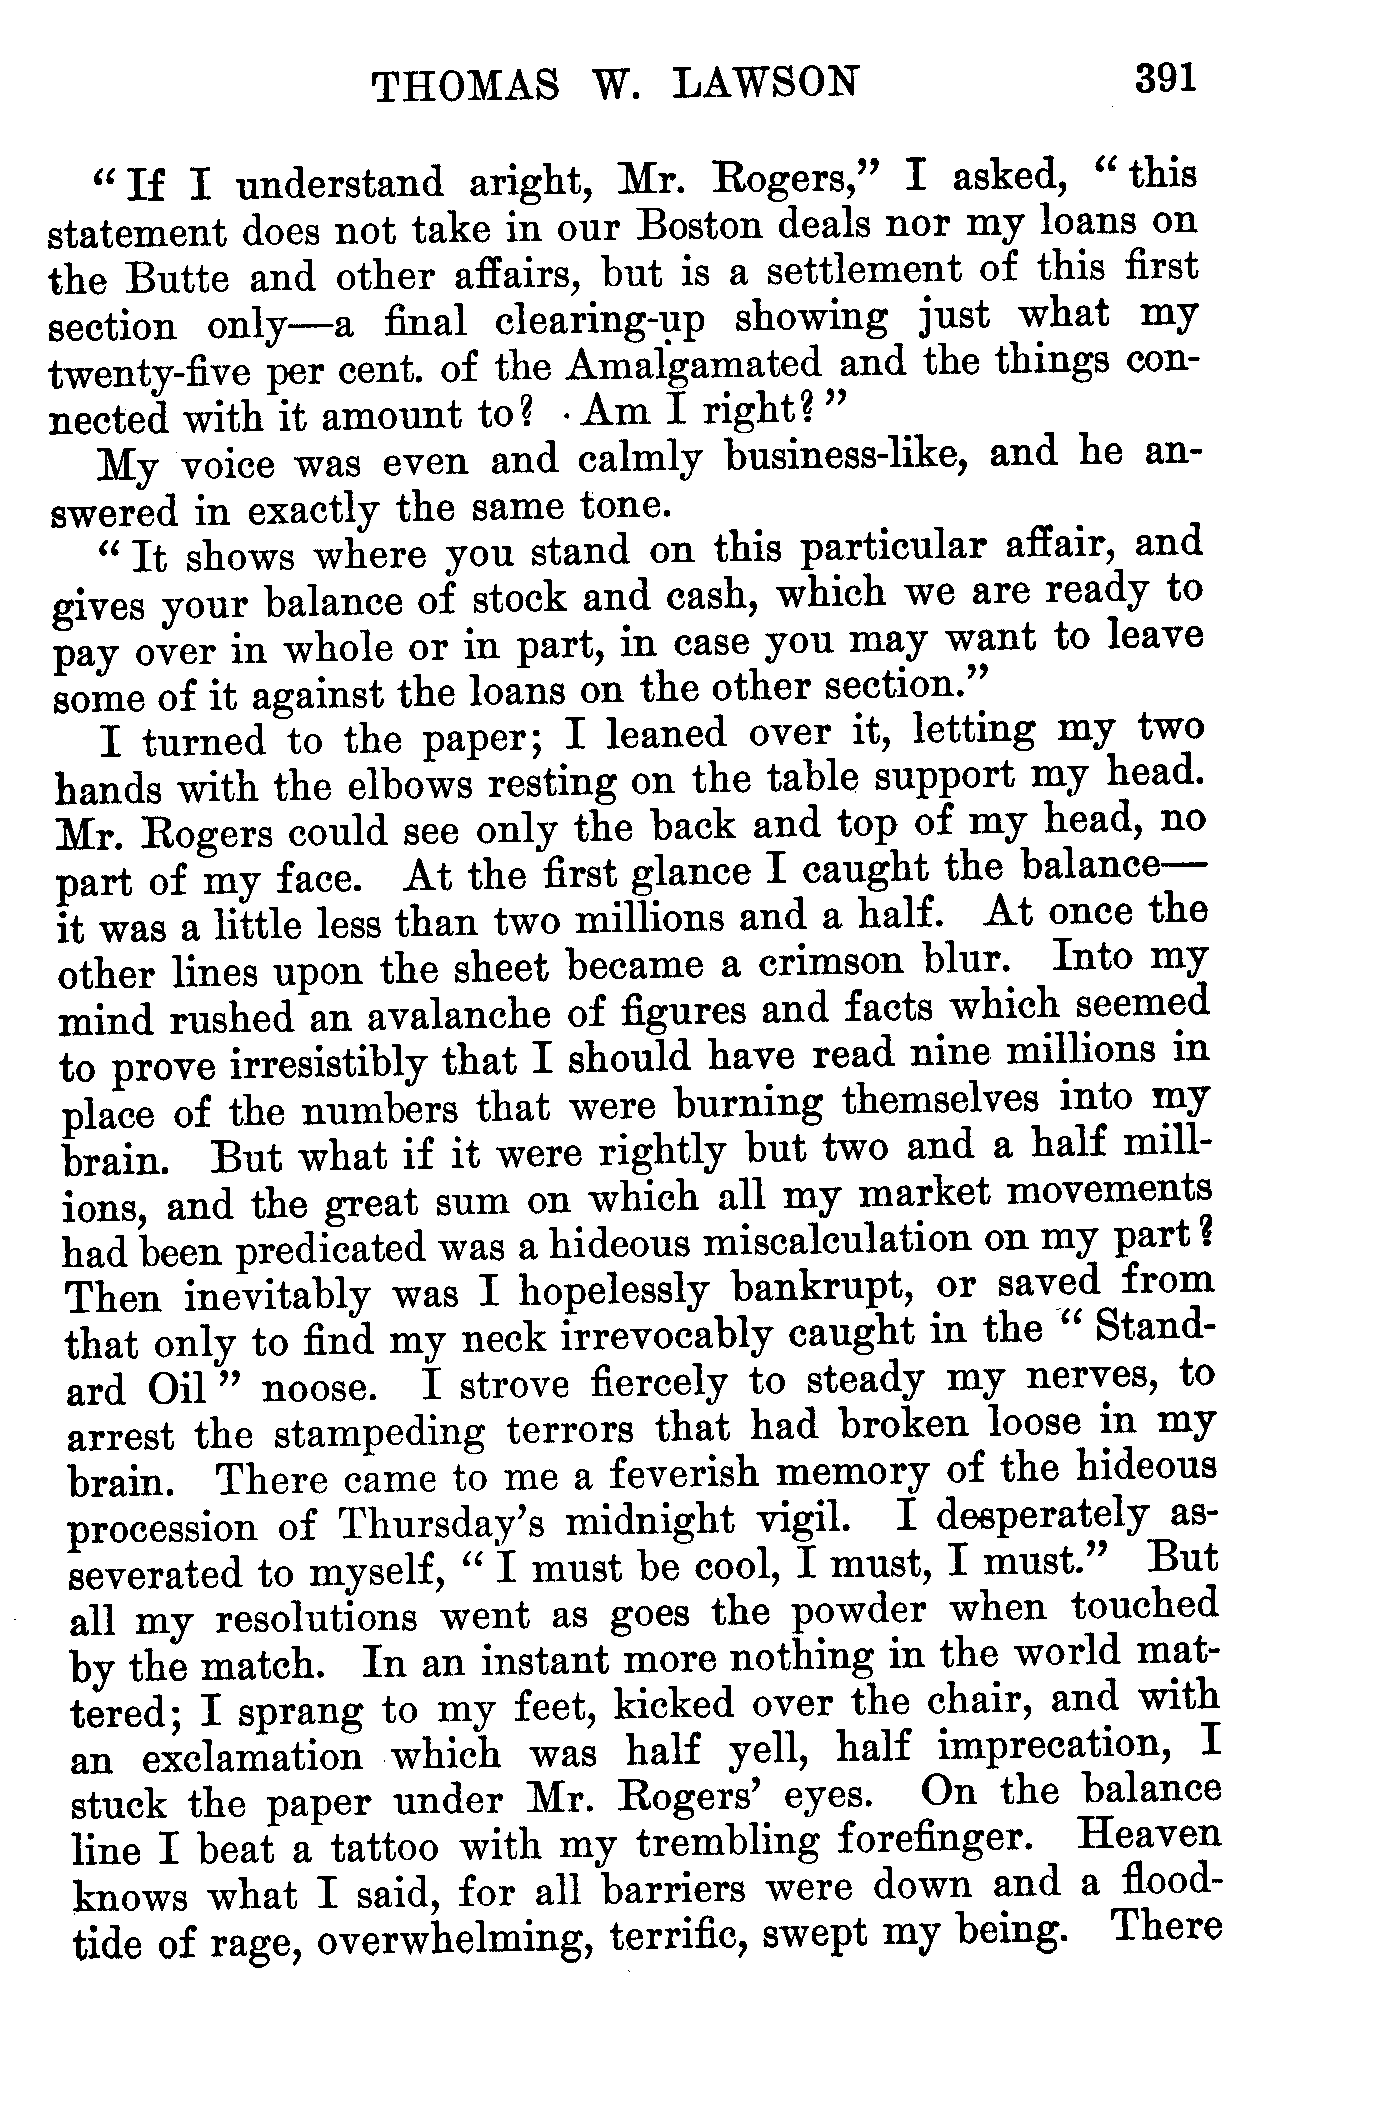 THOMAS W. LAWSON 391
“If I understand aright, Mr. Rogers,” I asked, “this
statement does not take in our Boston deals nor my loans on
the Butte and other affairs, but is a settlement of this first
section only—a final clearing-up showing just what my
twenty-five per cent. of the Amalgamated and the things con-
nected with it amount to? Am I right?”
My voice was even and calmly business-like, and he an-
swered in exactly the same tone.
“It shows where you stand on this particular affair, and
gives your balance of stock and cash, which we are ready to
pay over in whole or in part, in case you may want to leave
some of it against the loans on the other section.”
I turned to the paper; I leaned over it, letting my two
hands with the elbows resting on the table support my head.
Mr. Rogers could see only the back and top of my head, no
part of my face. At the first glance I caught the balance—
it was a little less than two millions and a half. At once the
other lines upon the sheet became a crimson blur. Into my
mind rushed an avalanche of figures and facts which seemed
to prove irresistibly that I should have read nine millions in
place of the numbers that were burning themselves into my
brain. But what if it were rightly but two and a half mill-
ions, and the great sum on which all my market movements
had been predicated was a hideous miscalculation on my part?
Then inevitably was I hopelessly bankrupt, or saved from
that only to find my neck irrevocably caught in the “Stand-
ard Oil” noose. I strove fiercely to steady my nerves, to
arrest the stampeding terrors that had broken loose in my
brain. There came to me a feverish memory of the hideous
procession of Thursday’s midnight vigil. I desperately as-
severated to myself, “I must be cool, I must, I must.” But
all my resolutions went as goes the powder when touched
by the match. In an instant more nothing in the world mat-
tered; I sprang to my feet, kicked over the chair, and with
an exclamation which was half yell, half imprecation, I
stuck the paper under Mr. Rogers’ eyes. On the balance
line I beat a tattoo with my trembling forefinger. Heaven
knows what I said, for all barriers were down and a flood-
tide of rage, overwhelming, terrific, swept my being. There